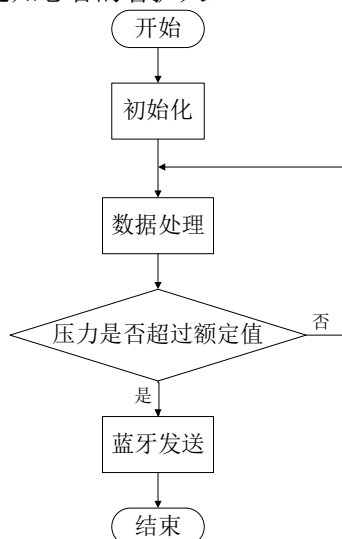 开始
初始化
数据处理
压力是否超过额定值
否
是
蓝牙发送
结束